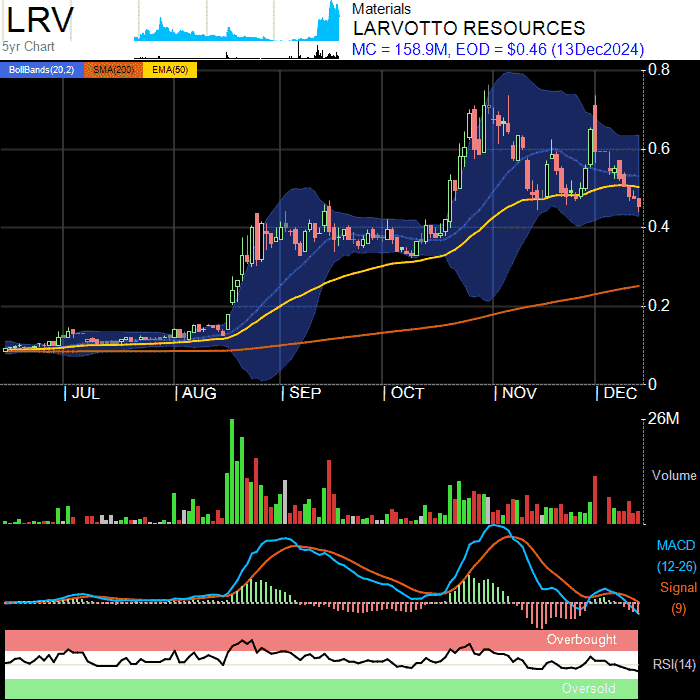 LRV
5yr Chart
Materials
LARVOTTO RESOURCES
MC = 158.9M, EOD = $0.46 (13Dec2024)
BollBands(20,2) SMA(200) EMA(50)
0.8
0.6
0.4
0.2
0
JUL AUG SEP OCT NOV DEC
26M
Volume
MACD
(12-26)
Signal
(9)
Overbought
RSI(14)
Oversold